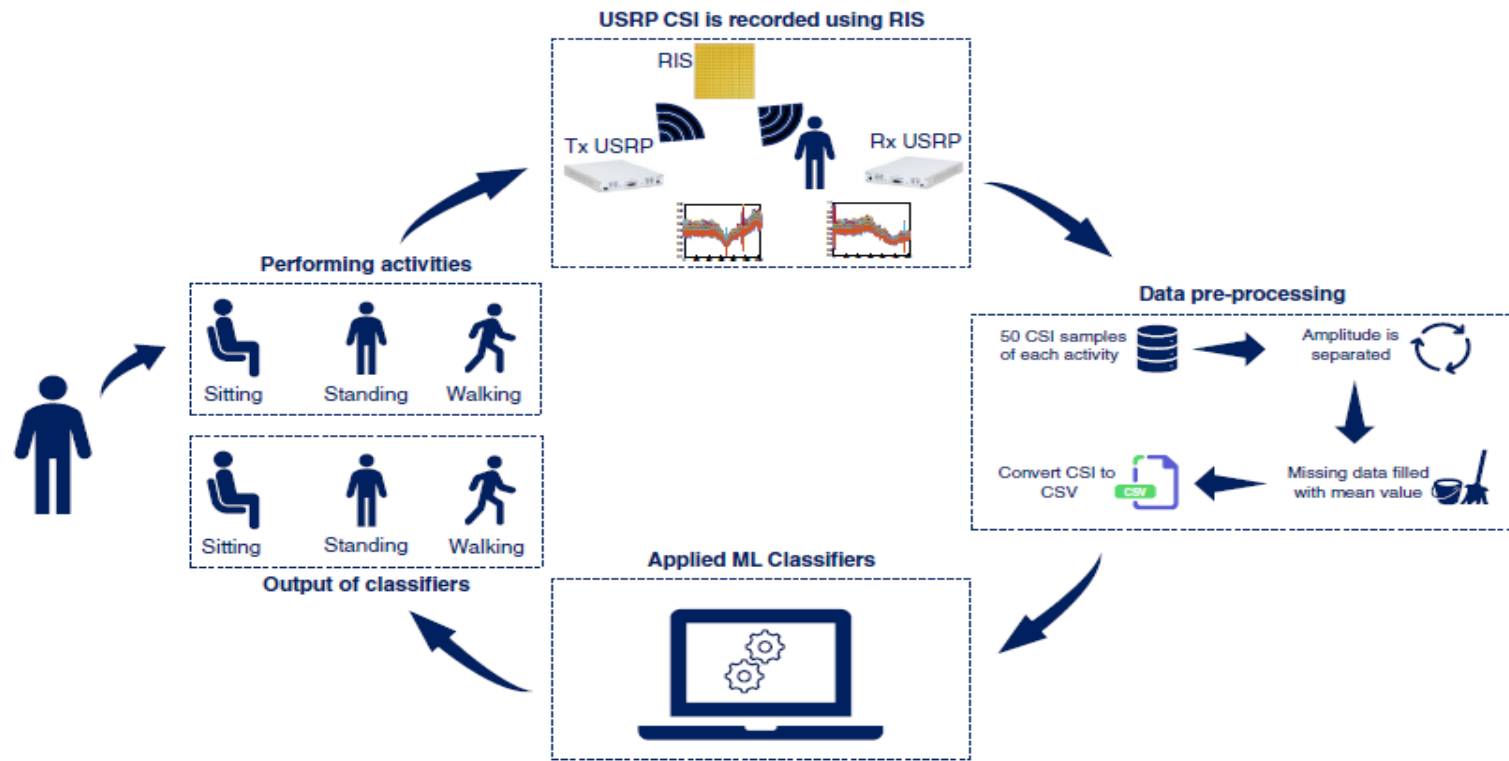 USRP CSI is recorded using RIS
RIS
Tx USRP
Rx USRP
Performing activities
Sitting
Standing
Walking
Data pre-processing
50 CSI samples
of each activity
Amplitude is
separated
Missing data filled
with mean value
Convert CSI to
CSV
CSV
Applied ML Classifiers
Sitting
Standing
Walking
Output of classifiers